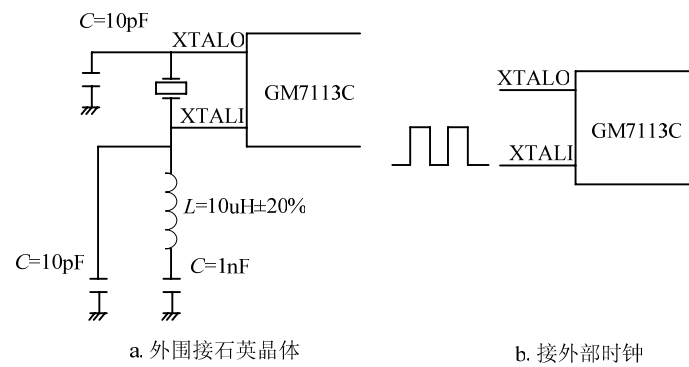 C=10pF
XTALO
GM7113C
XTALI
L=10uH±20%
C=10pF
C=1nF
a. 外围接石英晶体
XTALO
GM7113C
XTALI
b. 接外部时钟